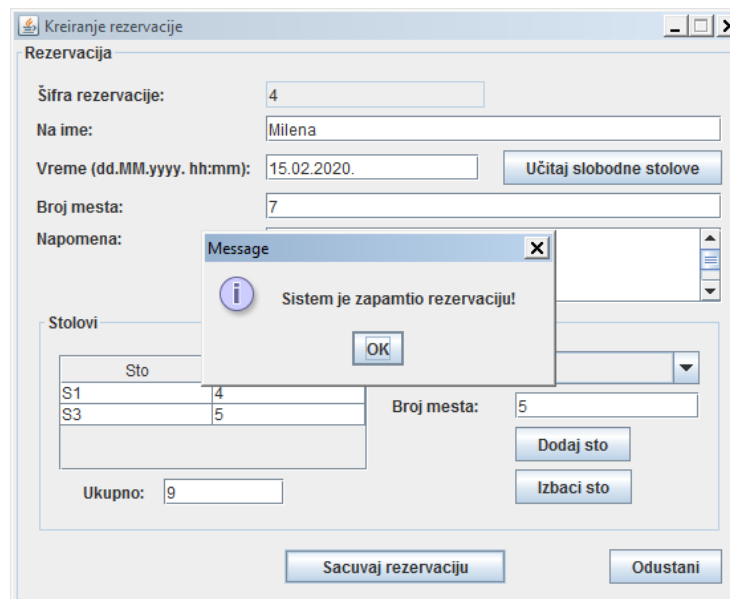 Kreiranje rezervacije
Rezervacija
Šifra rezervacije: 4
Na ime: Milena
Vreme (dd.MM.yyyy. hh:mm): 15.02.2020. Učitaj slobodne stolove
Broj mesta: 7
Napomena:
Message
Sistem je zapamtio rezervaciju!
OK
Stolovi
Sto
S1 4
S3 5
Broj mesta: 5
Dodaj sto
Izbaci sto
Ukupno: 9
Sacuvaj rezervaciju Odustani